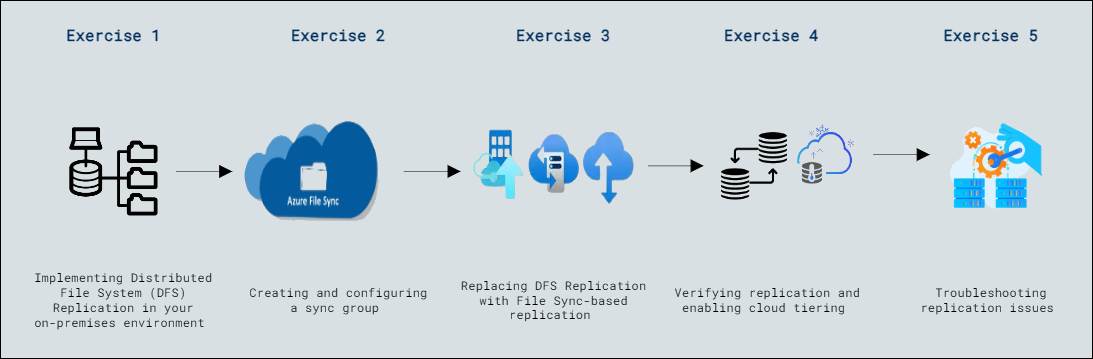 Exercise 1
Exercise 2
Exercise 3
Exercise 4
Exercise 5
Azure File Sync
Implementing Distributed
File System (DFS)
Replication in your
on-premises environment
Creating and configuring
a sync group
Replacing DFS Replication
with File Sync-based
replication
Verifying replication and
enabling cloud tiering
Troubleshooting
replication issues